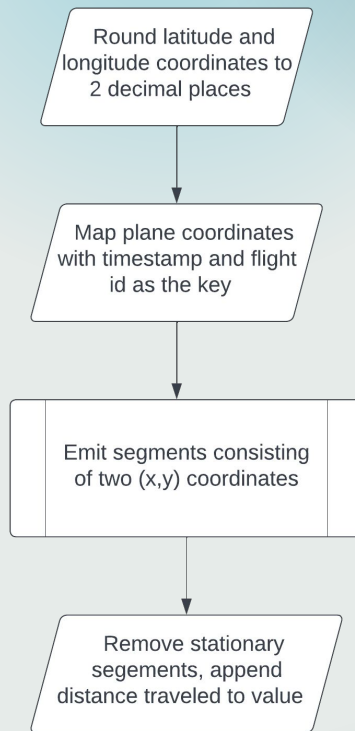 Round latitude and
longitude coordinates to
2 decimal places
Map plane coordinates
with timestamp and flight
id as the key
Emit segments consisting
of two (x,y) coordinates
Remove stationary
segements, append
distance traveled to value